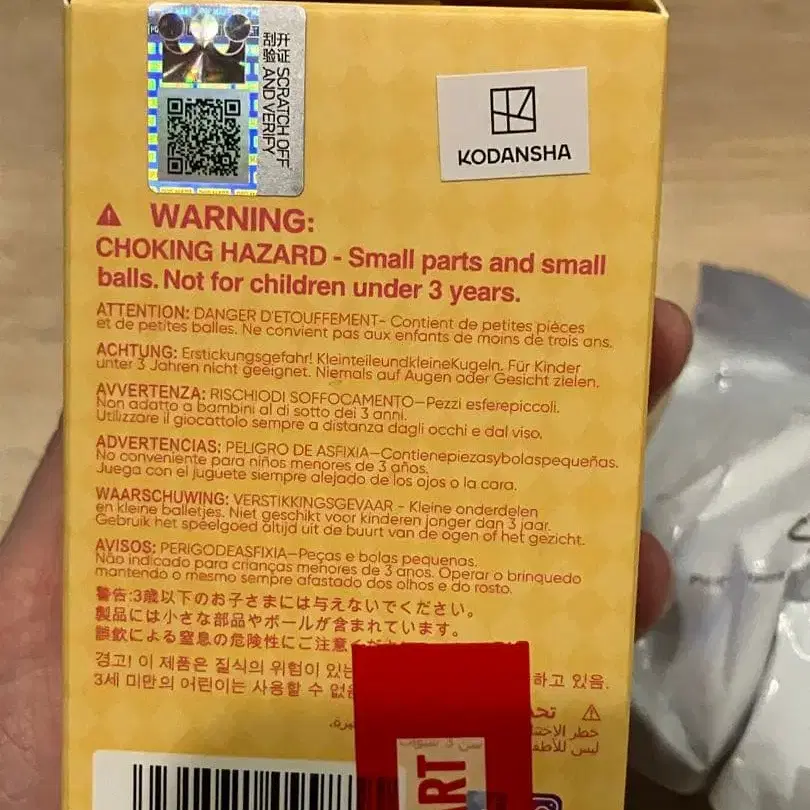 刮开
验证
SCRATCH OFF
AND VERIFY
KODANSHA
⚠ WARNING:
CHOKING HAZARD - Small parts and small
balls. Not for children under 3 years.
ATTENTION: DANGER D'ETOUFFEMENT- Contient de petites pièces
et de petites balles. Ne convient pas aux enfants de moins de trois ans.
ACHTUNG: Erstickungsgefahr! KleinteileundkleineKugeln. Für Kinder
unter 3 Jahren nicht geeignet. Niemals auf Augen oder Gesicht zielen.
AVVERTENZA: RISCHIODI SOFFOCAMENTO—Pezzi esferepiccoli.
Non adatto a bambini al di sotto dei 3 anni.
Utilizzare il giocattolo sempre a distanza dagli occhi e dal viso.
ADVERTENCIAS: PELIGRO DE ASFIXIA—Contienepiezasybolaspequeñas.
No conveniente para niños menores de 3 años.
Juega con el juguete siempre alejado de los ojos o la cara.
WAARSCHUWING: VERSTIKKINGSGEVAAR - Kleine onderdelen
en kleine balletjes. Niet geschikt voor kinderen jonger dan 3 jaar.
Gebruik het speelgoed altijd uit de buurt van de ogen of het gezicht.
AVISOS: PERIGODEASFIXIA—Peças e bolas pequenas.
Não indicado para crianças menores de 3 anos. Operar o brinquedo
mantendo o mesmo sempre afastado dos olhos e do rosto.
警告:3歳以下のお子さまには与えないでください。
製品には小さな部品やボールが含まれています。
誤飲による窒息の危険性にご注意ください
경고! 이 제품은 질식의 위험이 있는 하고 있음.
3세 미만의 어린이는 사용할 수 없음
⚠ تحذ
خطر الاختنا
ليس للأطف
ART